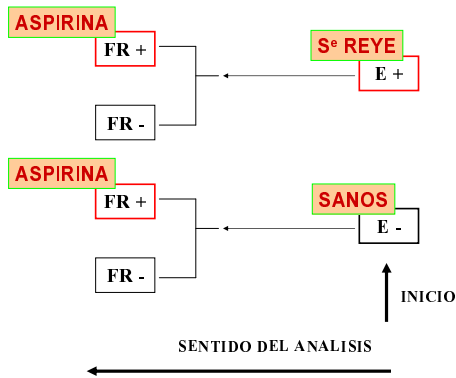 ASPIRINA
FR +
Sᵉ REYE
E +
FR -
ASPIRINA
FR +
SANOS
E -
FR -
INICIO
SENTIDO DEL ANALISIS